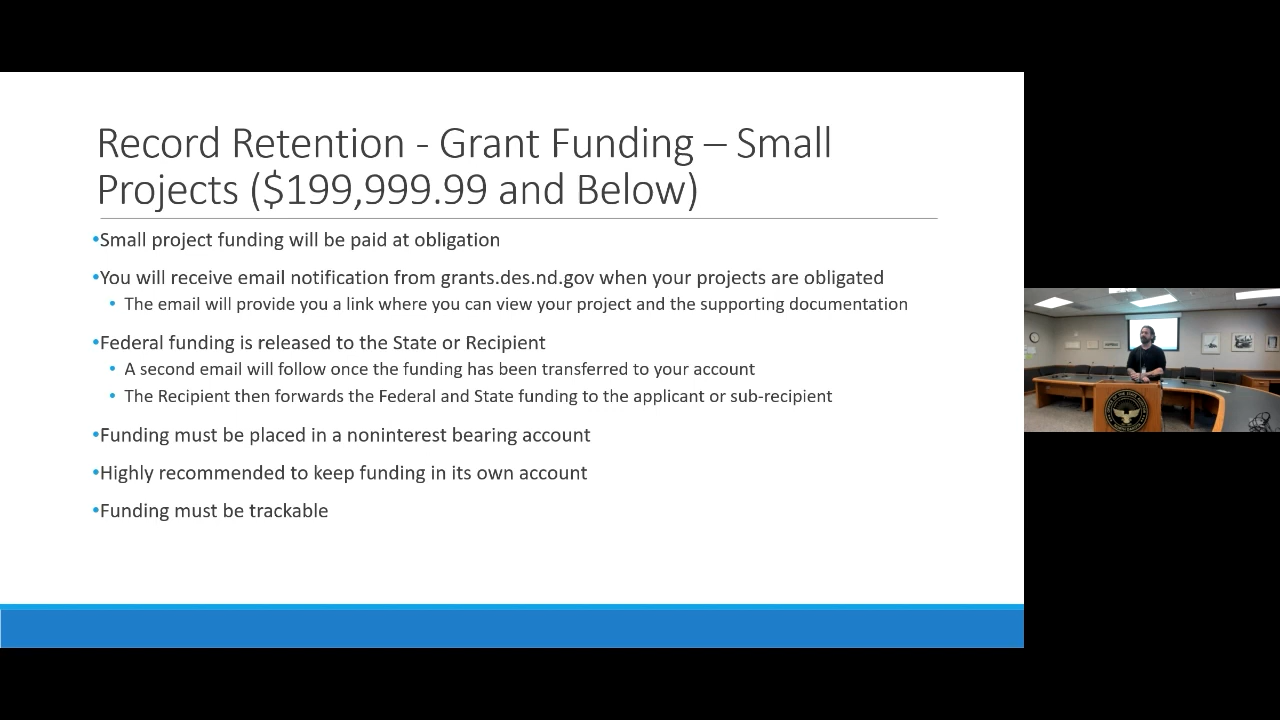 Record Retention - Grant Funding – Small
Projects ($199,999.99 and Below)
•Small project funding will be paid at obligation
•You will receive email notification from grants.des.nd.gov when your projects are obligated
• The email will provide you a link where you can view your project and the supporting documentation
•Federal funding is released to the State or Recipient
• A second email will follow once the funding has been transferred to your account
• The Recipient then forwards the Federal and State funding to the applicant or sub-recipient
•Funding must be placed in a noninterest bearing account
•Highly recommended to keep funding in its own account
•Funding must be trackable